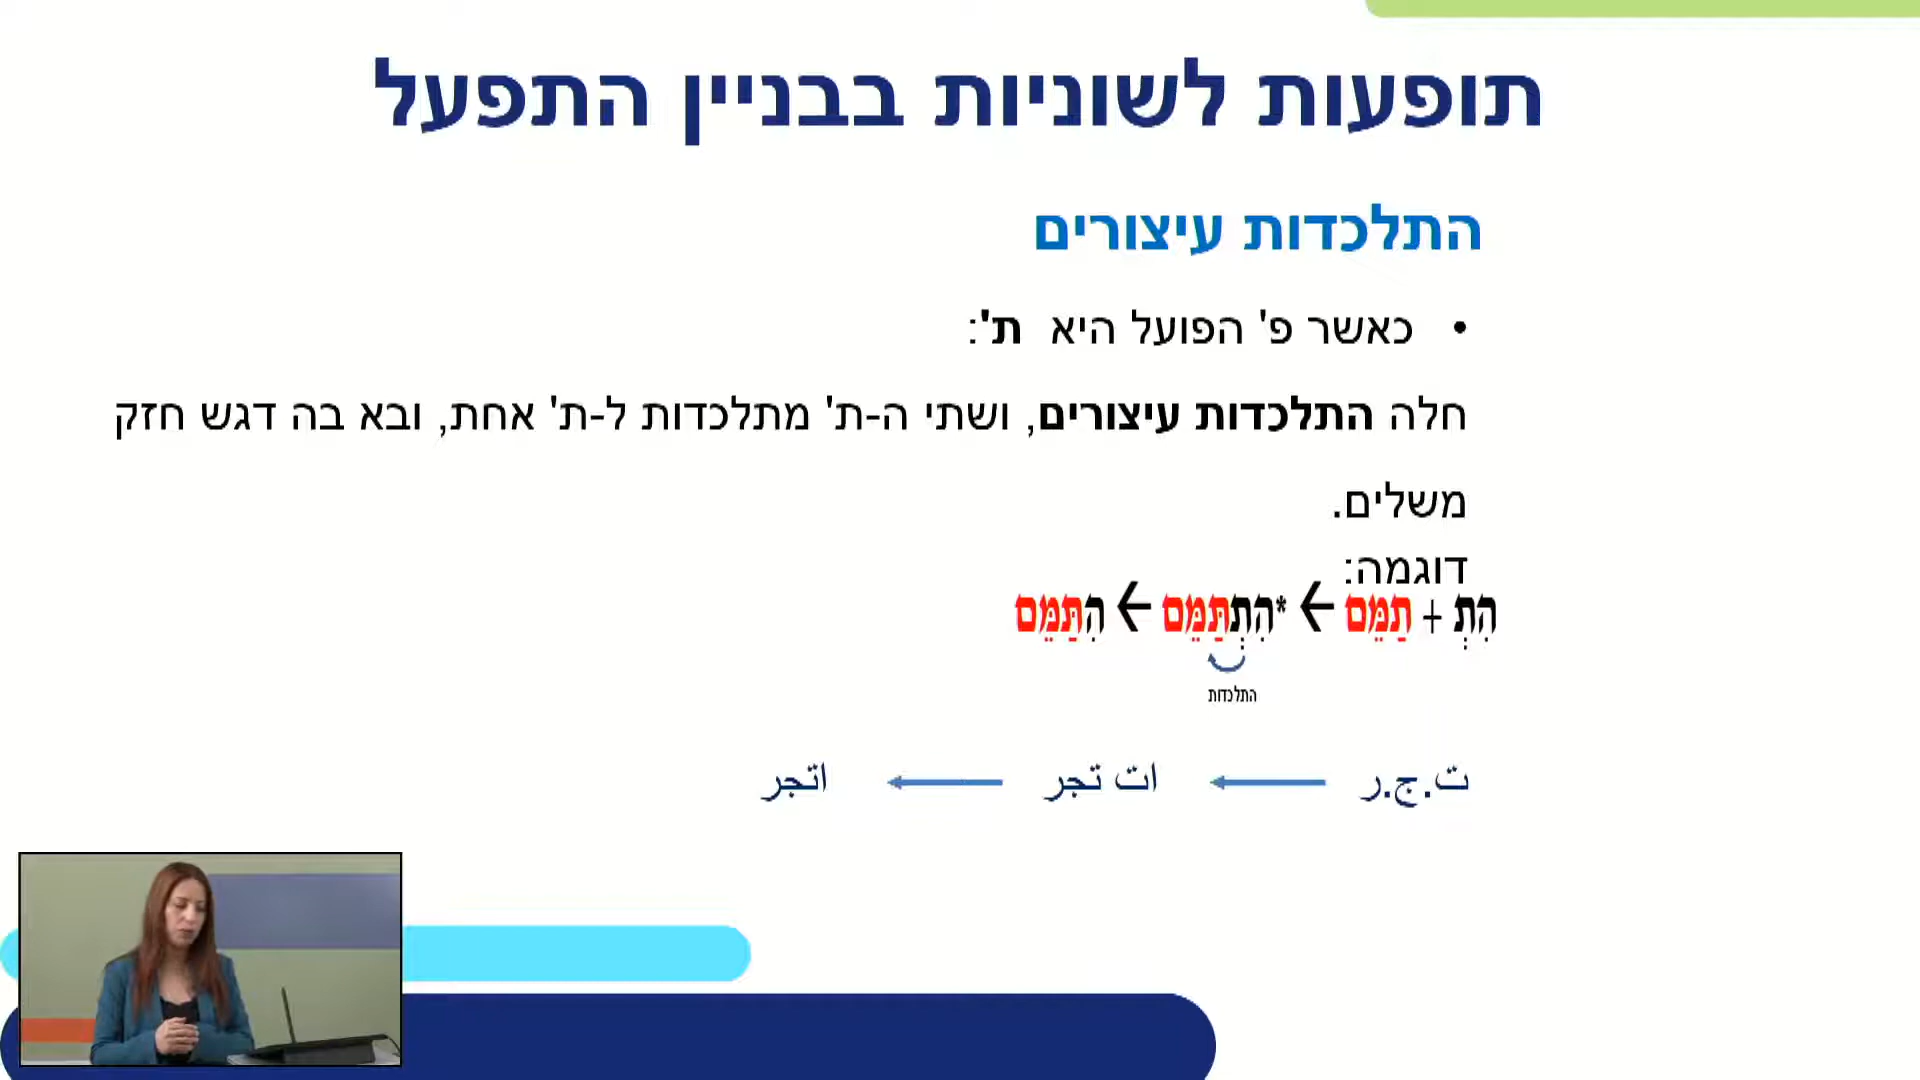 תופעות לשוניות בבניין התפעל
התלכדות עיצורים
• כאשר פ' הפועל היא ת':
חלה התלכדות עיצורים, ושתי ה-ת' מתלכדות ל-ת' אחת, ובא בה דגש חזק
משלים.
דוגמה:
הִתְ + תַמֵּם ← *הִתְתַּמֵּם ← הִתַּמֵּם
התלכדות
ت.ج.ر ← ات تجر ← اتجر